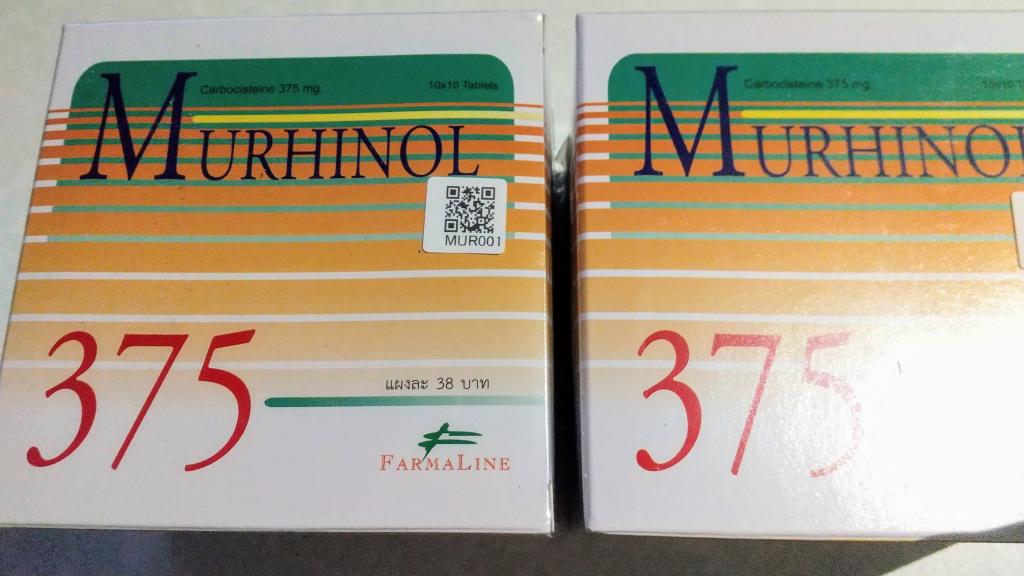 Carbocisteine 375 mg. 10x10 Tablets
MURHINOL
MUR001
375
แผงละ 38 บาท
FARMALINE
Carbocisteine 375 mg.
MURHINOL
375